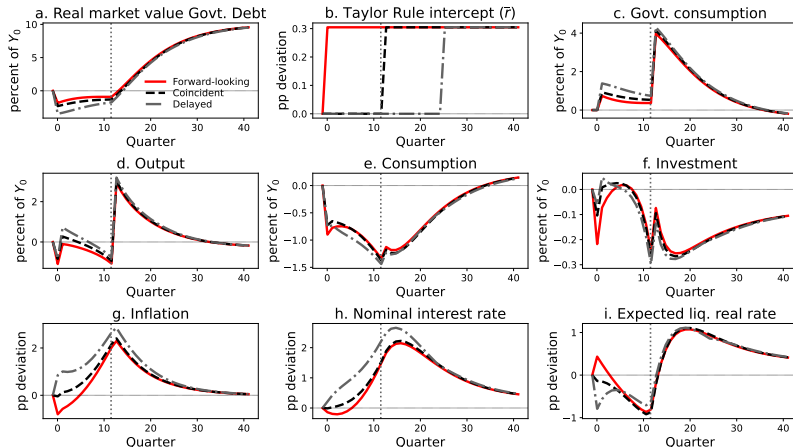 a. Real market value Govt. Debt
percent of Y0
10
5
0
−5
Forward-looking
Coincident
Delayed
0 10 20 30 40
Quarter
b. Taylor Rule intercept (r̄)
pp deviation
0.3
0.2
0.1
0.0
0 10 20 30 40
Quarter
c. Govt. consumption
percent of Y0
4
2
0
0 10 20 30 40
Quarter
d. Output
percent of Y0
2
0
0 10 20 30 40
Quarter
e. Consumption
percent of Y0
0.0
−0.5
−1.0
−1.5
0 10 20 30 40
Quarter
f. Investment
percent of Y0
0.0
−0.1
−0.2
−0.3
0 10 20 30 40
Quarter
g. Inflation
pp deviation
2
0
0 10 20 30 40
Quarter
h. Nominal interest rate
pp deviation
2
0
0 10 20 30 40
Quarter
i. Expected liq. real rate
pp deviation
1
0
−1
0 10 20 30 40
Quarter